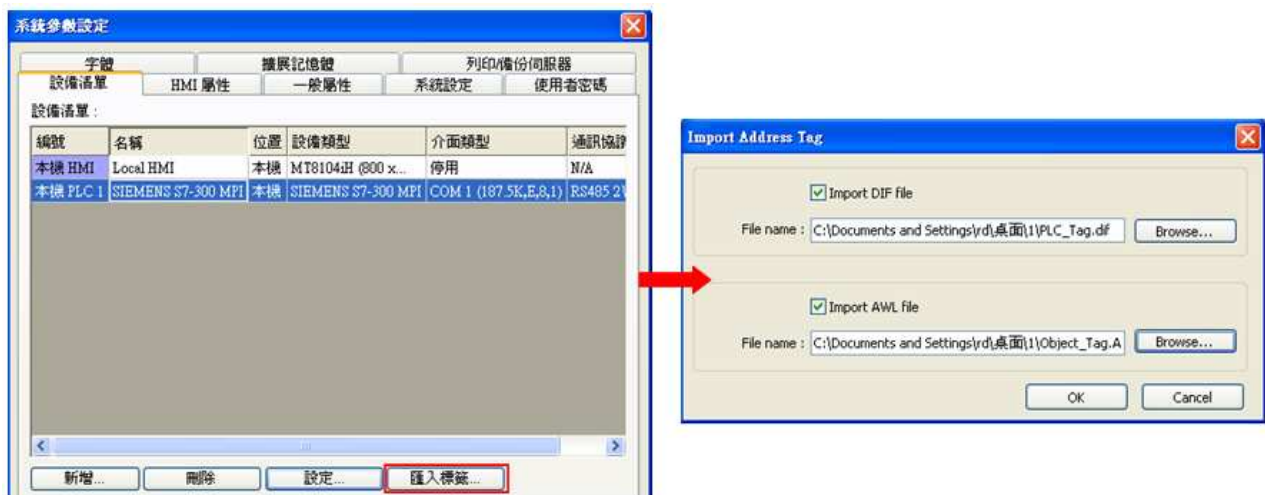 系統參數設定
字體 擴展記憶體 列印/備份伺服器
設備清單 HMI 屬性 一般屬性 系統設定 使用者密碼
設備清單 :
編號 名稱 位置 設備類型 介面類型 通訊協議
本機 HMI Local HMI 本機 MT8104iH (800 x... 停用 N/A
本機 PLC 1 SIEMENS S7-300 MPI 本機 SIEMENS S7-300 MPI COM 1 (187.5K,E,8,1) RS485 2W
新增... 刪除 設定... 匯入標籤...
Import Address Tag
Import DIF file
File name : C:\Documents and Settings\rd\桌面\1\PLC_Tag.dif Browse...
Import AWL file
File name : C:\Documents and Settings\rd\桌面\1\Object_Tag.A Browse...
OK Cancel